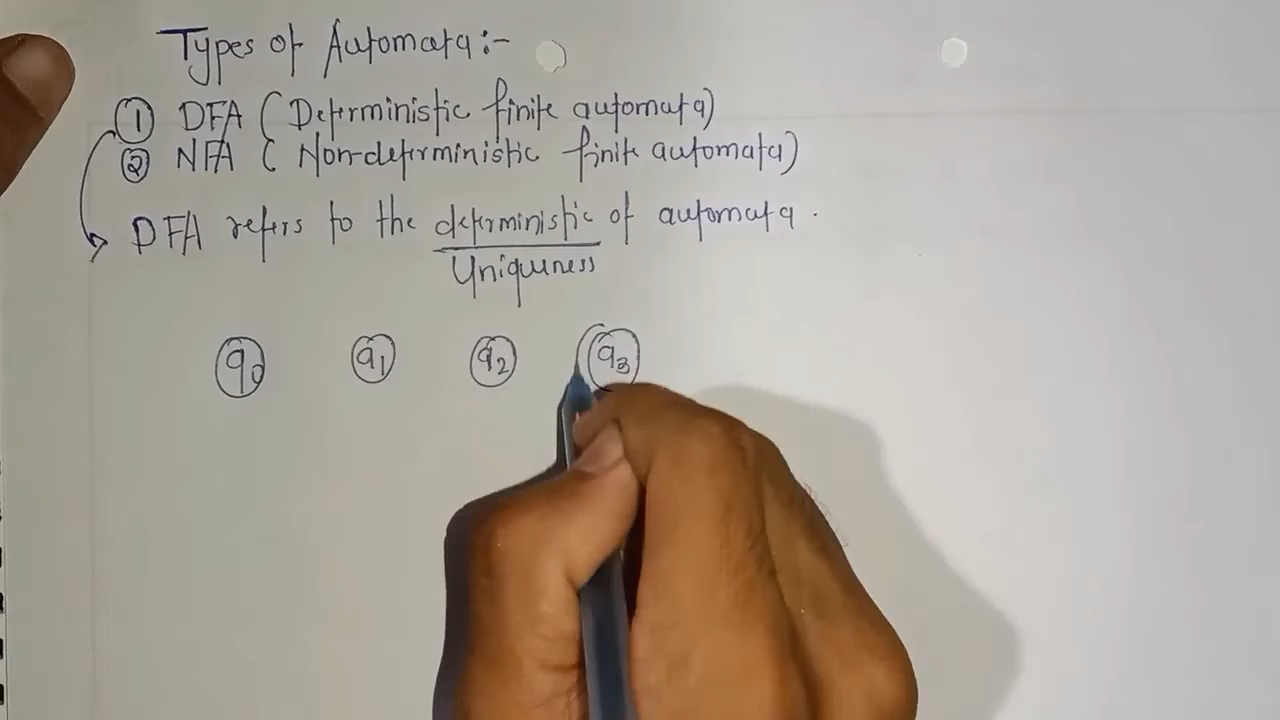 Types of Automata:-
① DFA ( Deterministic finite automata)
② NFA ( Non-deterministic finite automata)
DFA refers to the deterministic of automata.
Uniqueness
q0 q1 q2 q3